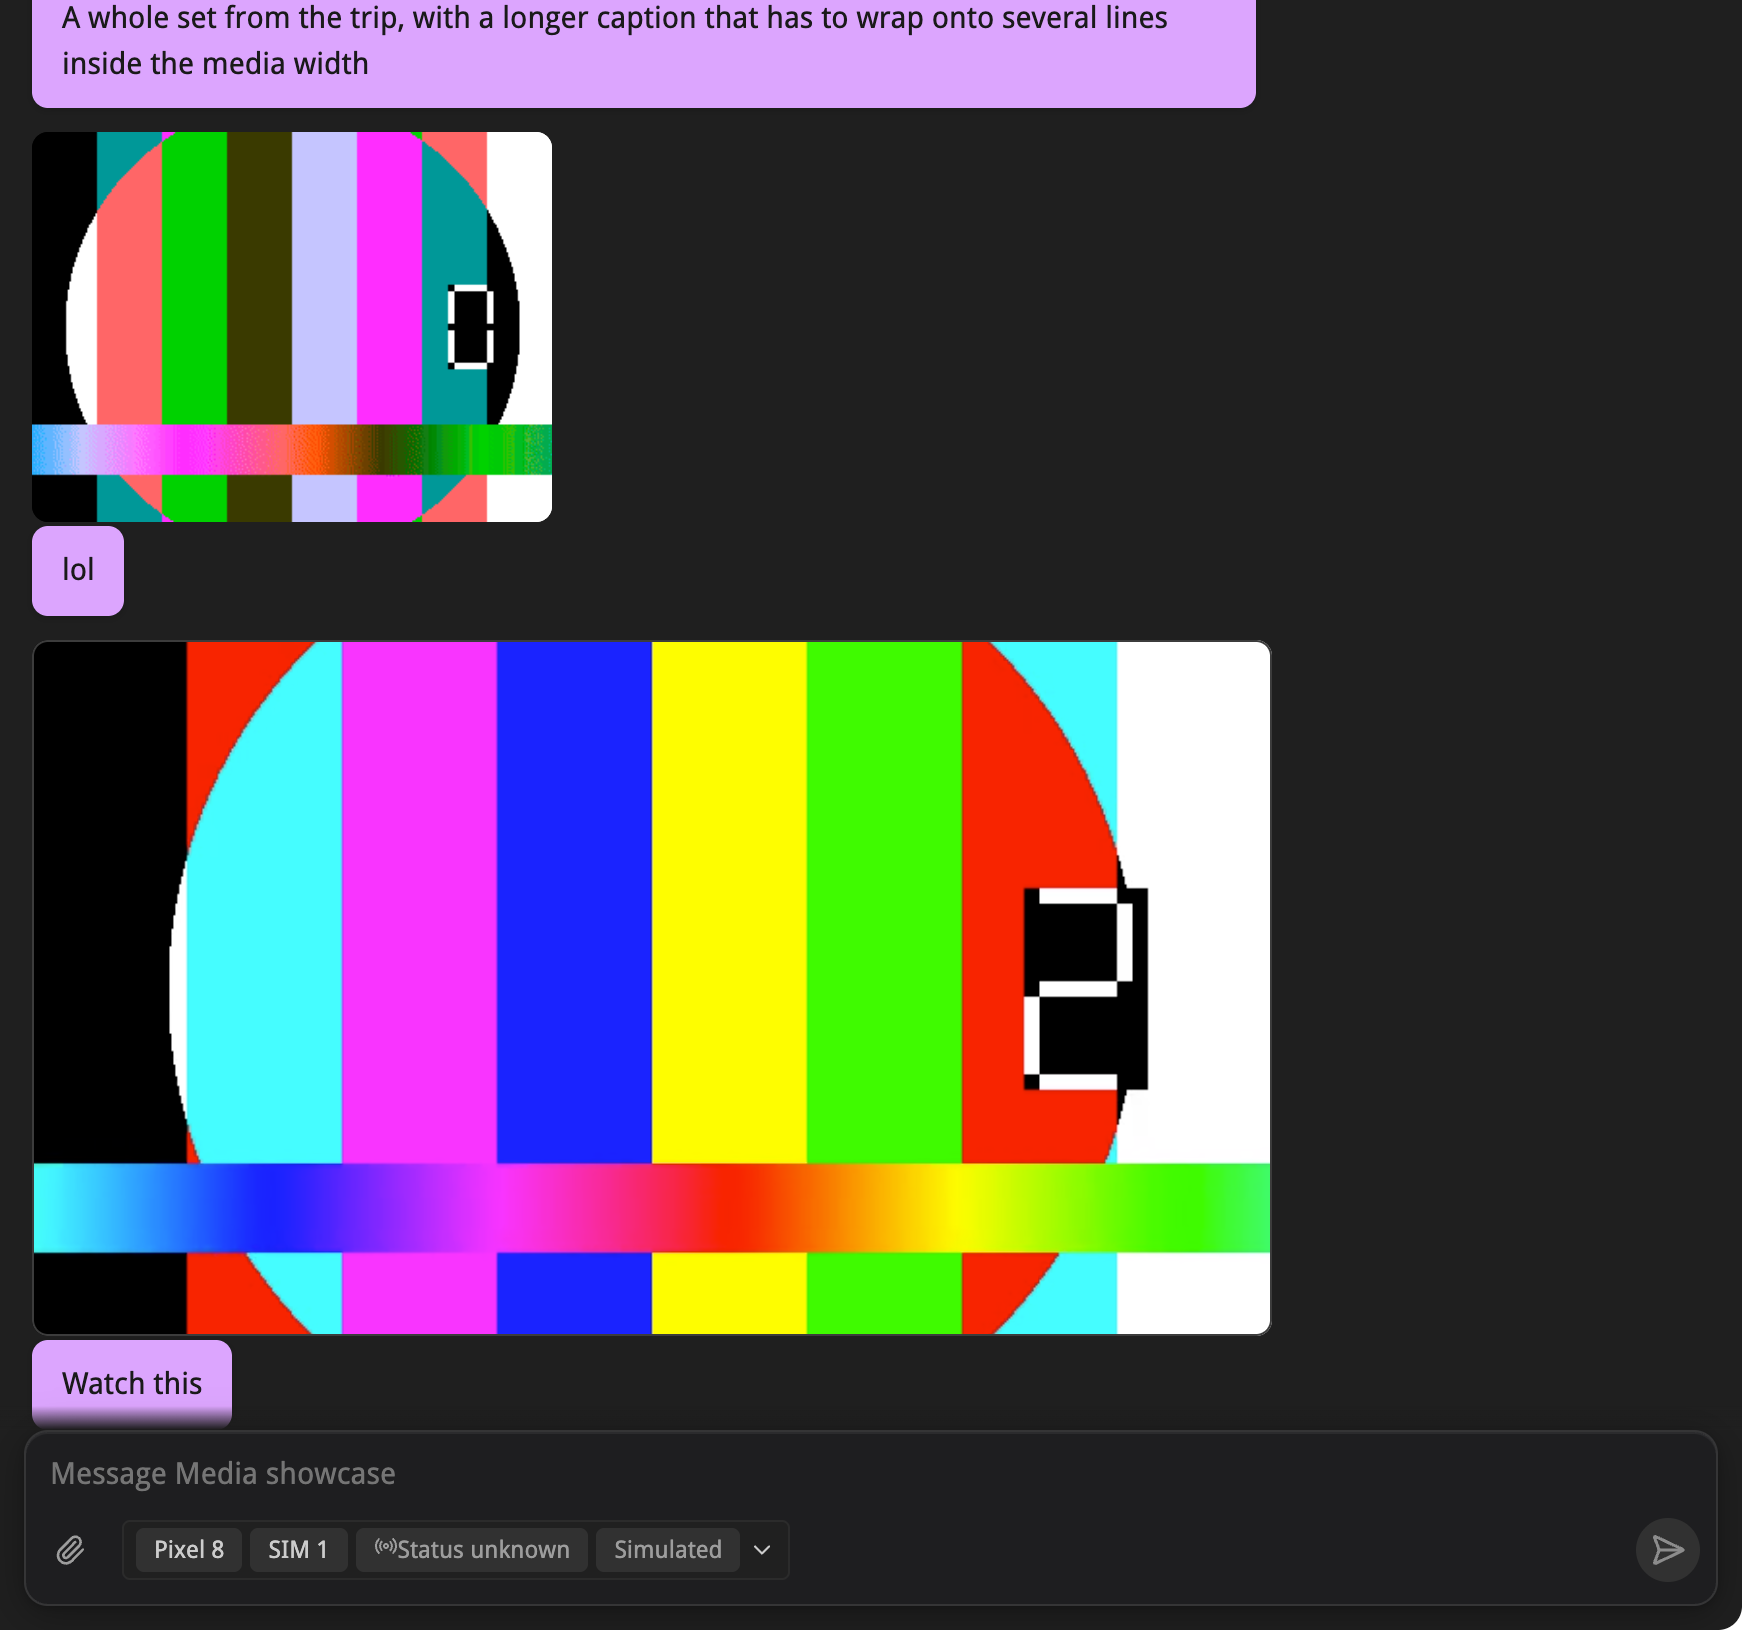 A whole set from the trip, with a longer caption that has to wrap onto several lines
inside the media width
0
lol
2
Watch this
Message Media showcase
Pixel 8
SIM 1
Status unknown
Simulated